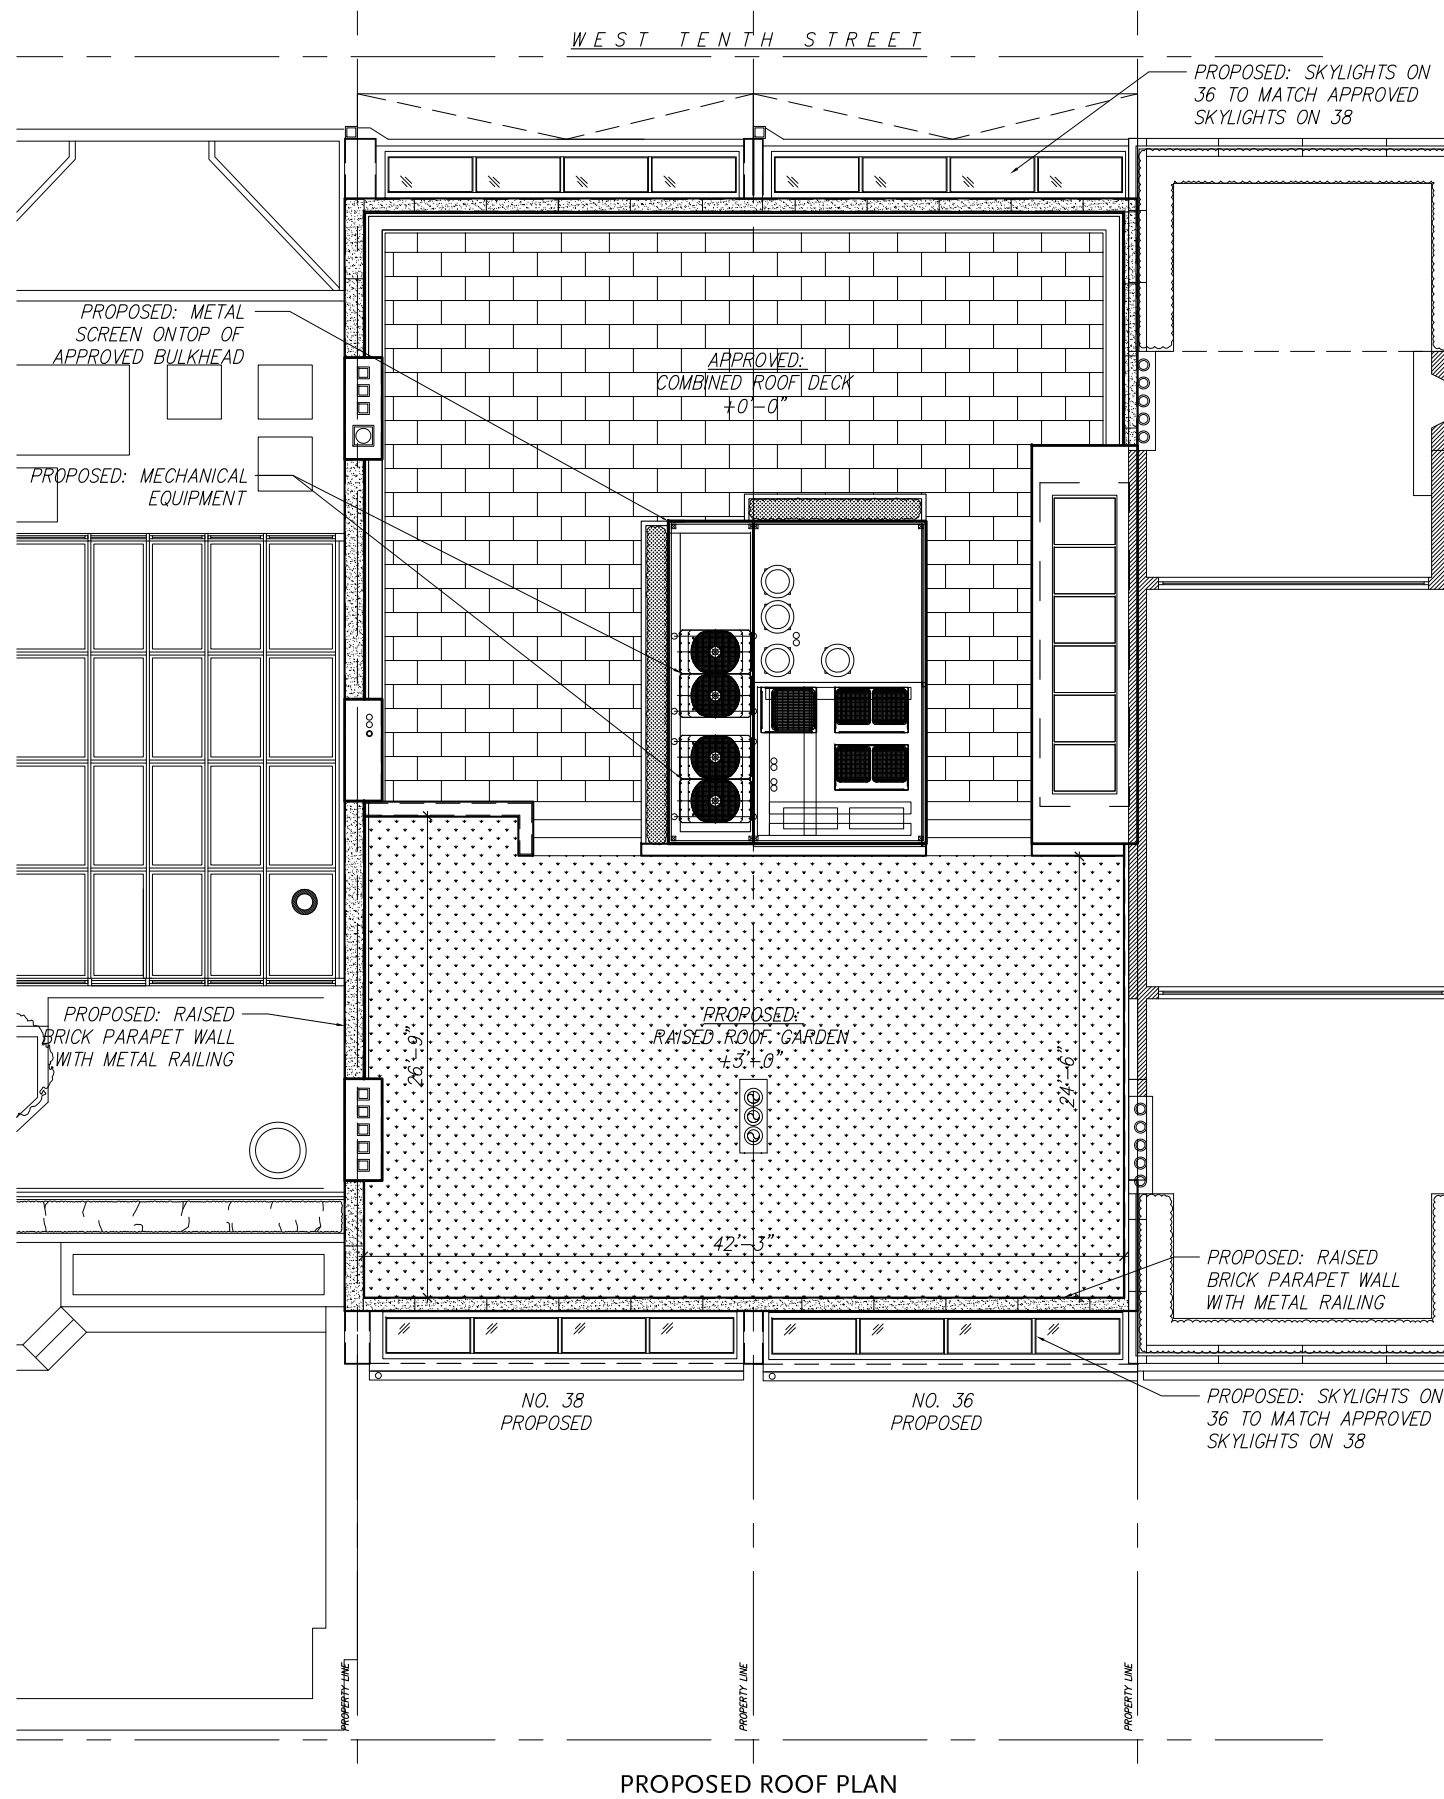 WEST TENTH STREET
PROPOSED: SKYLIGHTS ON
36 TO MATCH APPROVED
SKYLIGHTS ON 38
PROPOSED: METAL
SCREEN ONTOP OF
APPROVED BULKHEAD
APPROVED:
COMBINED ROOF DECK
+0'-0"
PROPOSED: MECHANICAL
EQUIPMENT
PROPOSED: RAISED
BRICK PARAPET WALL
WITH METAL RAILING
PROPOSED:
RAISED ROOF GARDEN
+3'-0"
26'-9"
24'-6"
42'-3"
PROPOSED: RAISED
BRICK PARAPET WALL
WITH METAL RAILING
NO. 38
PROPOSED
NO. 36
PROPOSED
PROPOSED: SKYLIGHTS ON
36 TO MATCH APPROVED
SKYLIGHTS ON 38
PROPERTY LINE
PROPERTY LINE
PROPERTY LINE
PROPOSED ROOF PLAN